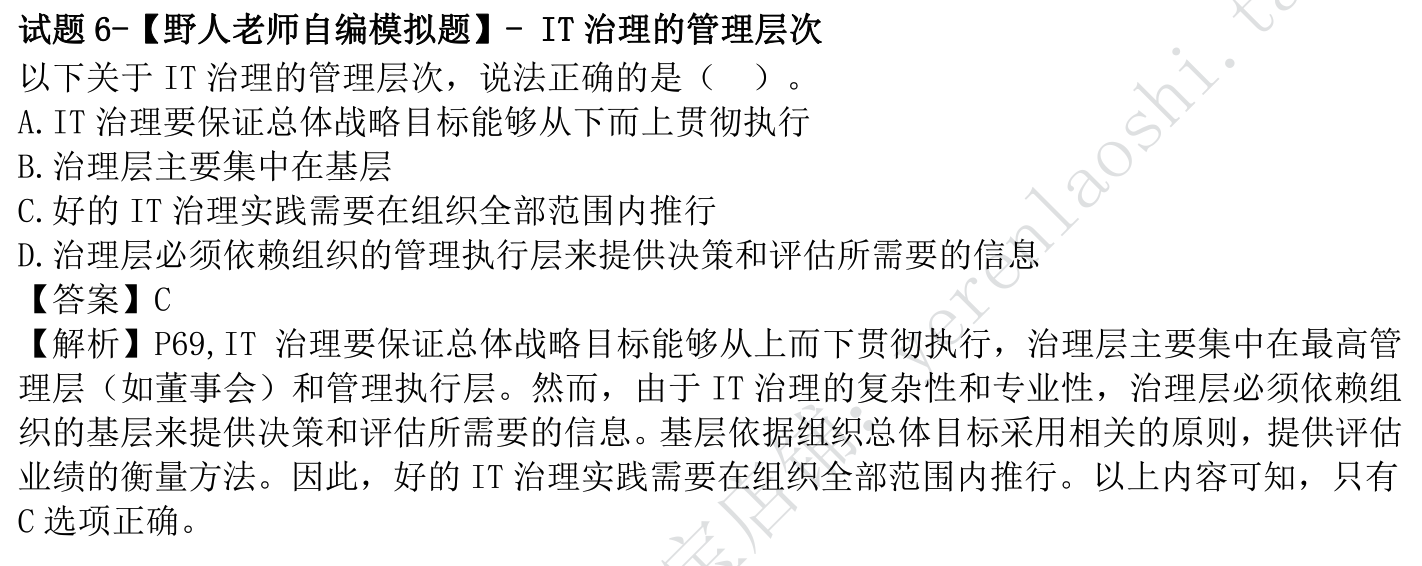 试题 6-【野人老师自编模拟题】- IT 治理的管理层次
以下关于 IT 治理的管理层次，说法正确的是（ ）。
A.IT 治理要保证总体战略目标能够从下而上贯彻执行
B.治理层主要集中在基层
C.好的 IT 治理实践需要在组织全部范围内推行
D.治理层必须依赖组织的管理执行层来提供决策和评估所需要的信息
【答案】C
【解析】P69,IT 治理要保证总体战略目标能够从上而下贯彻执行，治理层主要集中在最高管
理层（如董事会）和管理执行层。然而，由于 IT 治理的复杂性和专业性，治理层必须依赖组
织的基层来提供决策和评估所需要的信息。基层依据组织总体目标采用相关的原则，提供评估
业绩的衡量方法。因此，好的 IT 治理实践需要在组织全部范围内推行。以上内容可知，只有
C 选项正确。
店铺：yerenlaoshi.ta